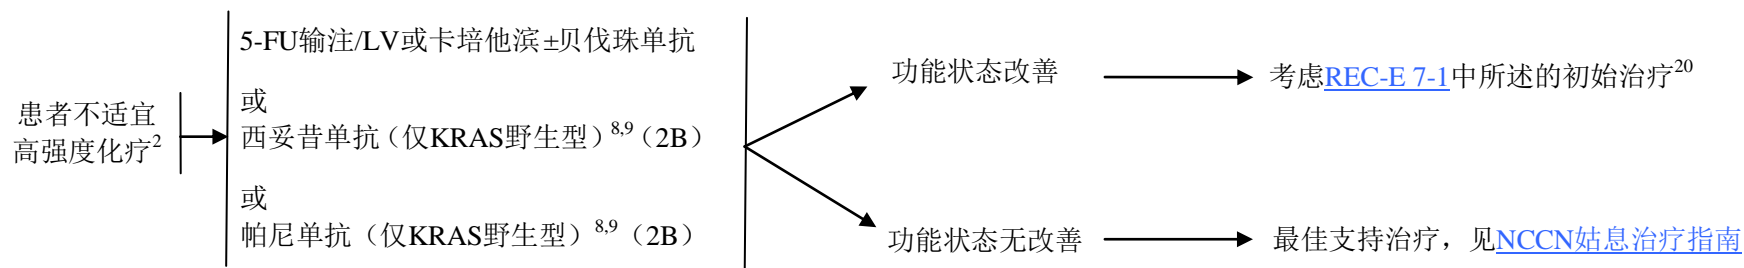 患者不适宜
高强度化疗2
5-FU输注/LV或卡培他滨±贝伐珠单抗
或
西妥昔单抗（仅KRAS野生型）8,9（2B）
或
帕尼单抗（仅KRAS野生型）8,9（2B）
功能状态改善
考虑REC-E 7-1中所述的初始治疗20
功能状态无改善
最佳支持治疗，见NCCN姑息治疗指南